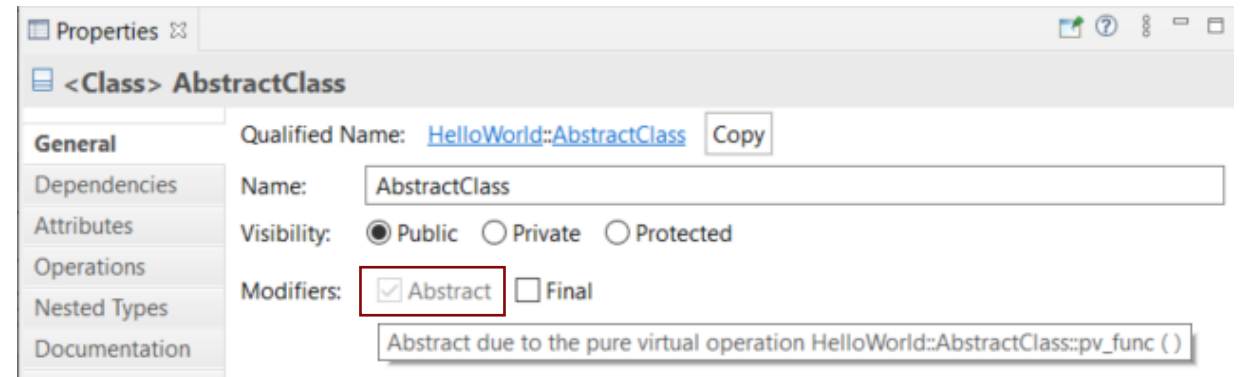 Properties
<Class> AbstractClass
General
Dependencies
Attributes
Operations
Nested Types
Documentation
Qualified Name: HelloWorld::AbstractClass Copy
Name: AbstractClass
Visibility: Public Private Protected
Modifiers: Abstract Final
Abstract due to the pure virtual operation HelloWorld::AbstractClass::pv_func ( )